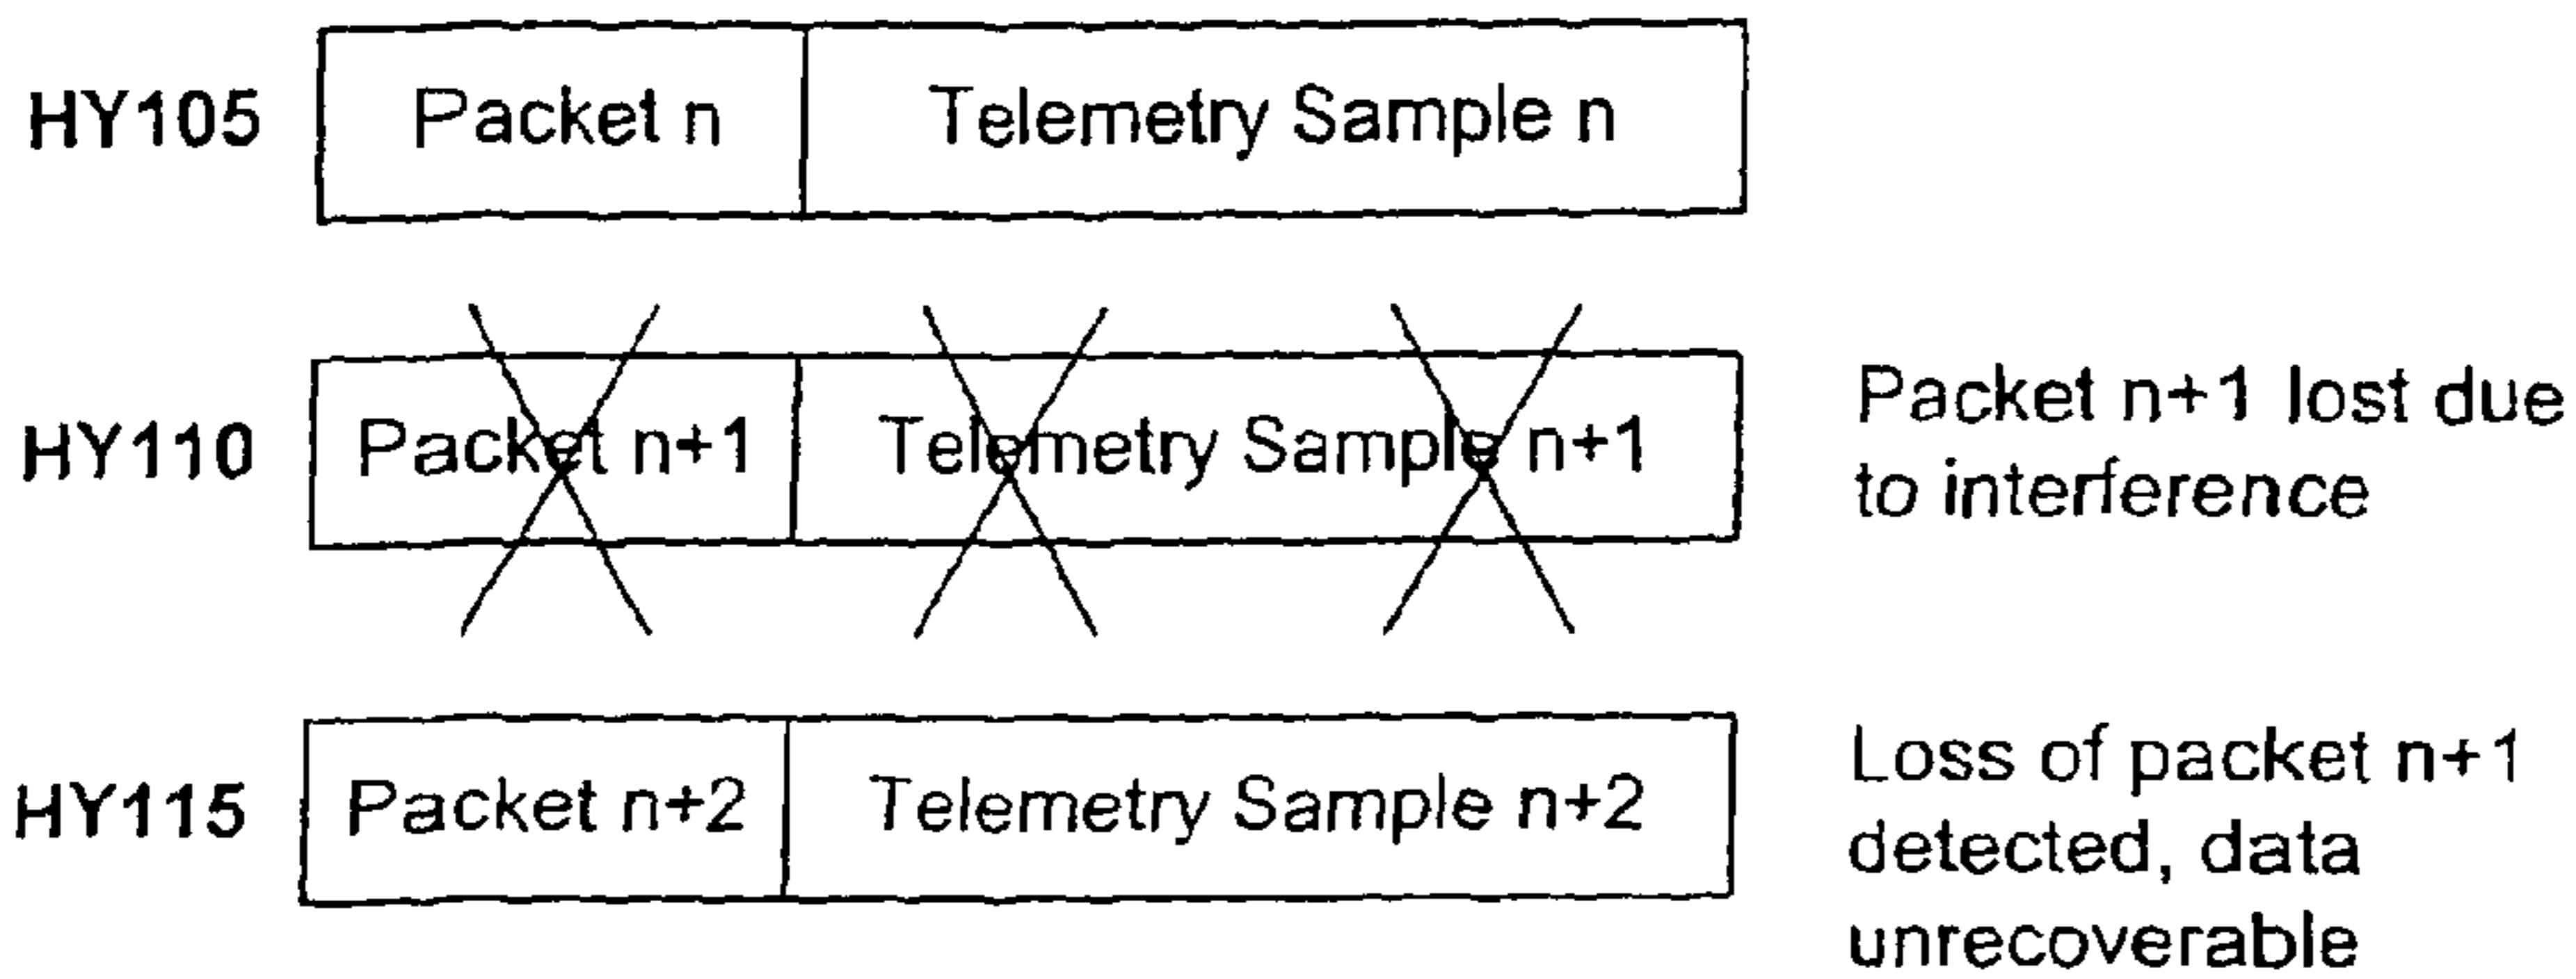 HY105 Packet n Telemetry Sample n
HY110 Packet n+1 Telemetry Sample n+1
Packet n+1 lost due
to interference
HY115 Packet n+2 Telemetry Sample n+2
Loss of packet n+1
detected, data
unrecoverable